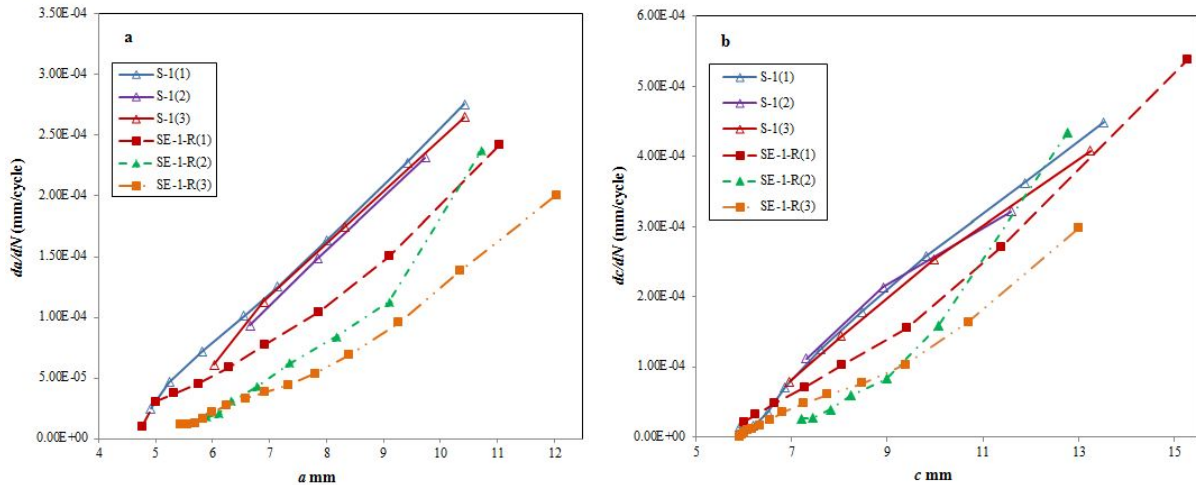 a
3.50E-04
3.00E-04
2.50E-04
2.00E-04
1.50E-04
1.00E-04
5.00E-05
0.00E+00
da/dN (mm/cycle)
S-1(1)
S-1(2)
S-1(3)
SE-1-R(1)
SE-1-R(2)
SE-1-R(3)
4 5 6 7 8 9 10 11 12
a mm
b
6.00E-04
5.00E-04
4.00E-04
3.00E-04
2.00E-04
1.00E-04
0.00E+00
dc/dN (mm/cycle)
S-1(1)
S-1(2)
S-1(3)
SE-1-R(1)
SE-1-R(2)
SE-1-R(3)
5 7 9 11 13 15
c mm